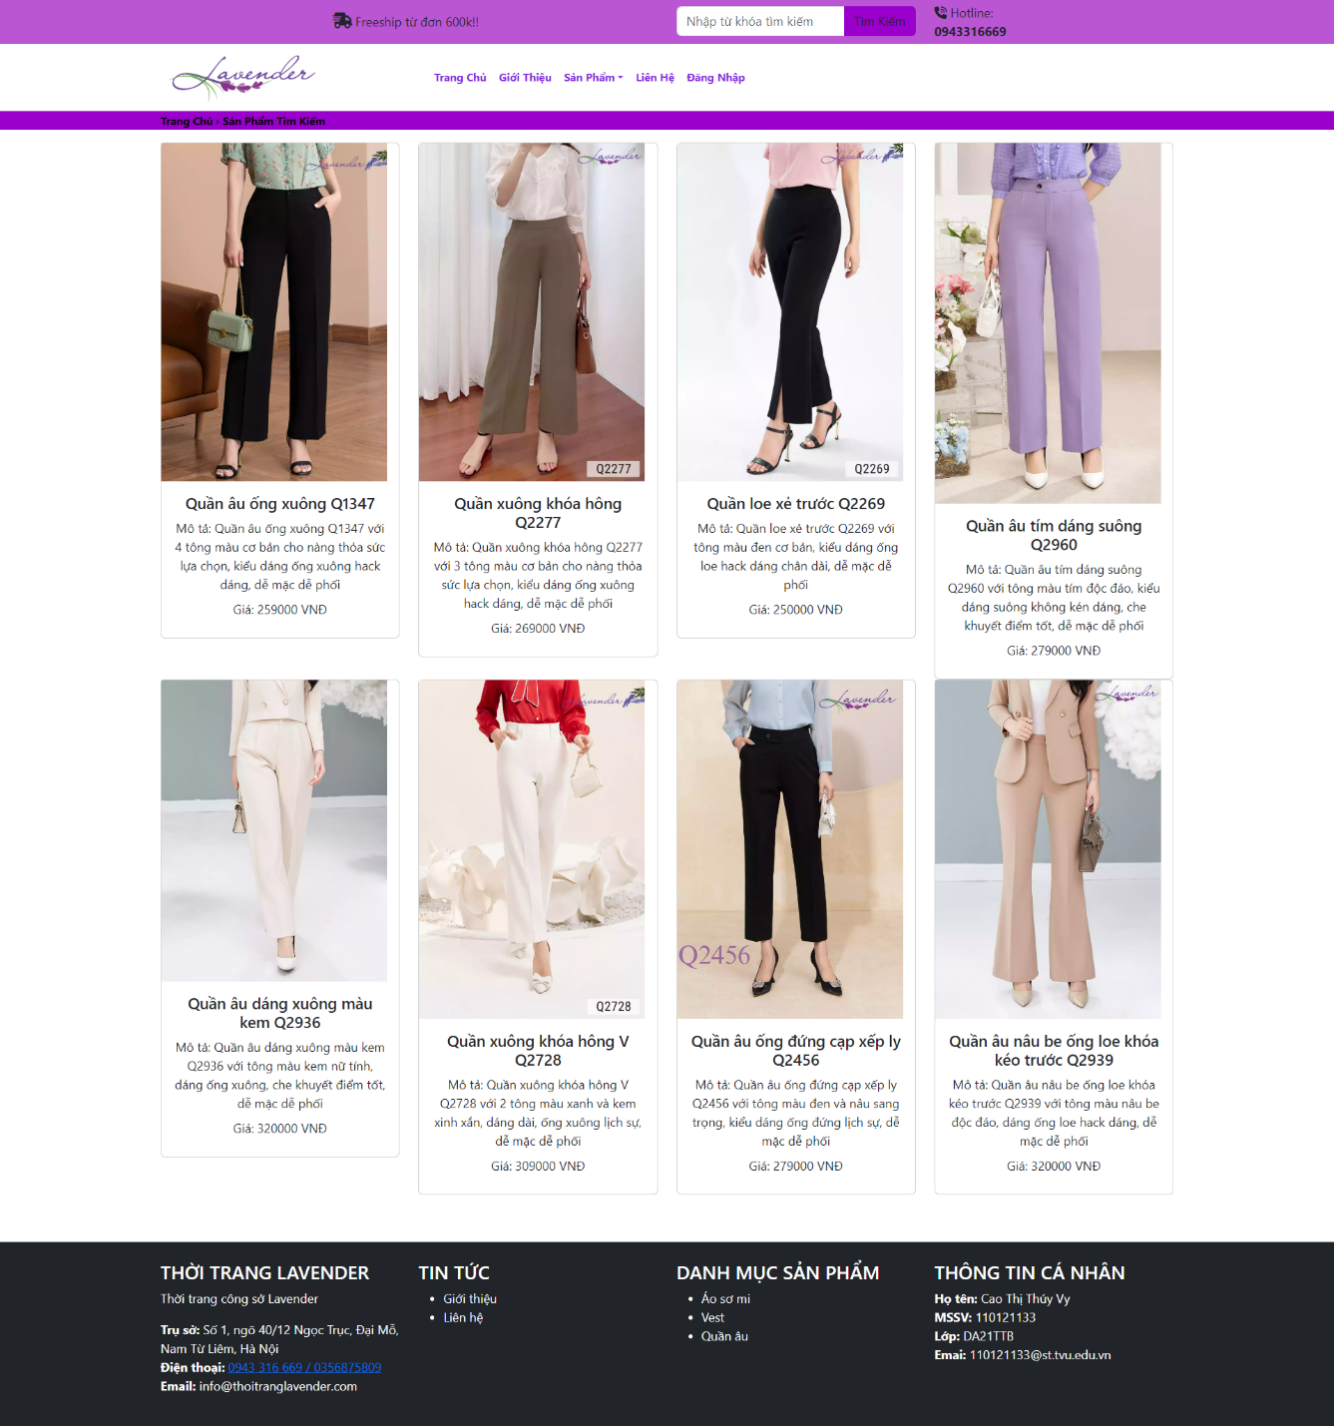 Freeship từ đơn 600k!!
Nhập từ khóa tìm kiếm
Tìm Kiếm
Hotline:
0943316669
Lavender
Trang Chủ
Giới Thiệu
Sản Phẩm
Liên Hệ
Đăng Nhập
Trang Chủ › Sản Phẩm Tìm Kiếm
Lavender
Quần âu ống xuông Q1347
Mô tả: Quần âu ống xuông Q1347 với
4 tông màu cơ bản cho nàng thỏa sức
lựa chọn, kiểu dáng ống xuông hack
dáng, dễ mặc dễ phối
Giá: 259000 VNĐ
Lavender
Q2277
Quần xuông khóa hông
Q2277
Mô tả: Quần xuông khóa hông Q2277
với 3 tông màu cơ bản cho nàng thỏa
sức lựa chọn, kiểu dáng ống xuông
hack dáng, dễ mặc dễ phối
Giá: 269000 VNĐ
Lavender
Q2269
Quần loe xẻ trước Q2269
Mô tả: Quần loe xẻ trước Q2269 với
tông màu đen cơ bản, kiểu dáng ống
loe hack dáng chân dài, dễ mặc dễ
phối
Giá: 250000 VNĐ
Quần âu tím dáng suông
Q2960
Mô tả: Quần âu tím dáng suông
Q2960 với tông màu tím độc đáo, kiểu
dáng suông không kén dáng, che
khuyết điểm tốt, dễ mặc dễ phối
Giá: 279000 VNĐ
Quần âu dáng xuông màu
kem Q2936
Mô tả: Quần âu dáng xuông màu kem
Q2936 với tông màu kem nữ tính,
dáng ống xuông, che khuyết điểm tốt,
dễ mặc dễ phối
Giá: 320000 VNĐ
Lavender
Q2728
Quần xuông khóa hông V
Q2728
Mô tả: Quần xuông khóa hông V
Q2728 với 2 tông màu xanh và kem
xinh xắn, dáng dài, ống xuông lịch sự,
dễ mặc dễ phối
Giá: 309000 VNĐ
Lavender
Q2456
Quần âu ống đứng cạp xếp ly
Q2456
Mô tả: Quần âu ống đứng cạp xếp ly
Q2456 với tông màu đen và nâu sang
trọng, kiểu dáng ống đứng lịch sự, dễ
mặc dễ phối
Giá: 279000 VNĐ
Lavender
Quần âu nâu be ống loe khóa
kéo trước Q2939
Mô tả: Quần âu nâu be ống loe khóa
kéo trước Q2939 với tông màu nâu be
độc đáo, dáng ống loe hack dáng, dễ
mặc dễ phối
Giá: 320000 VNĐ
THỜI TRANG LAVENDER
Thời trang công sở Lavender
Trụ sở: Số 1, ngõ 40/12 Ngọc Trục, Đại Mỗ,
Nam Từ Liêm, Hà Nội
Điện thoại: 0943 316 669 / 0356875809
Email: info@thoitranglavender.com
TIN TỨC
Giới thiệu
Liên hệ
DANH MỤC SẢN PHẨM
Áo sơ mi
Vest
Quần âu
THÔNG TIN CÁ NHÂN
Họ tên: Cao Thị Thúy Vy
MSSV: 110121133
Lớp: DA21TTB
Emai: 110121133@st.tvu.edu.vn